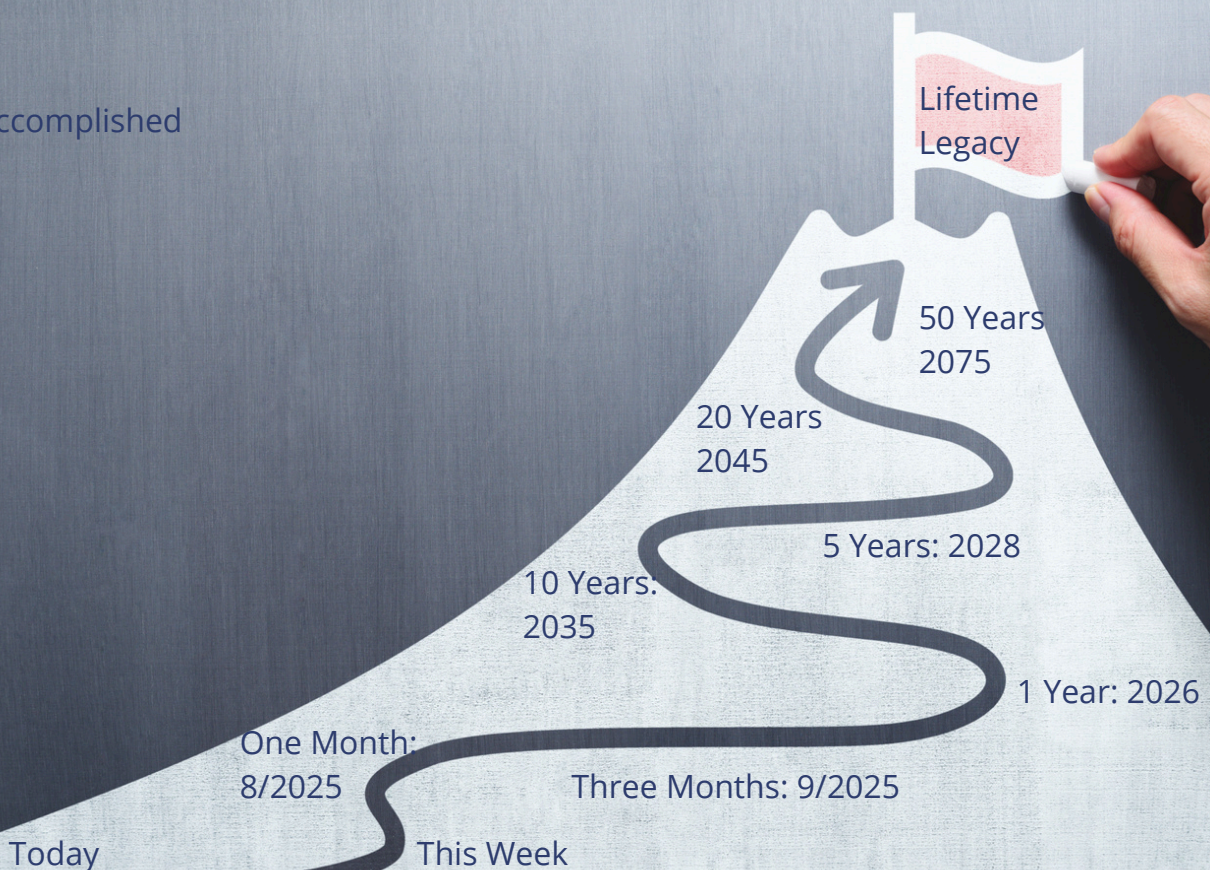 Lifetime
Legacy
ccomplished
50 Years
2075
20 Years
2045
5 Years: 2028
10 Years:
2035
1 Year: 2026
One Month:
8/2025
Three Months: 9/2025
Today
This Week